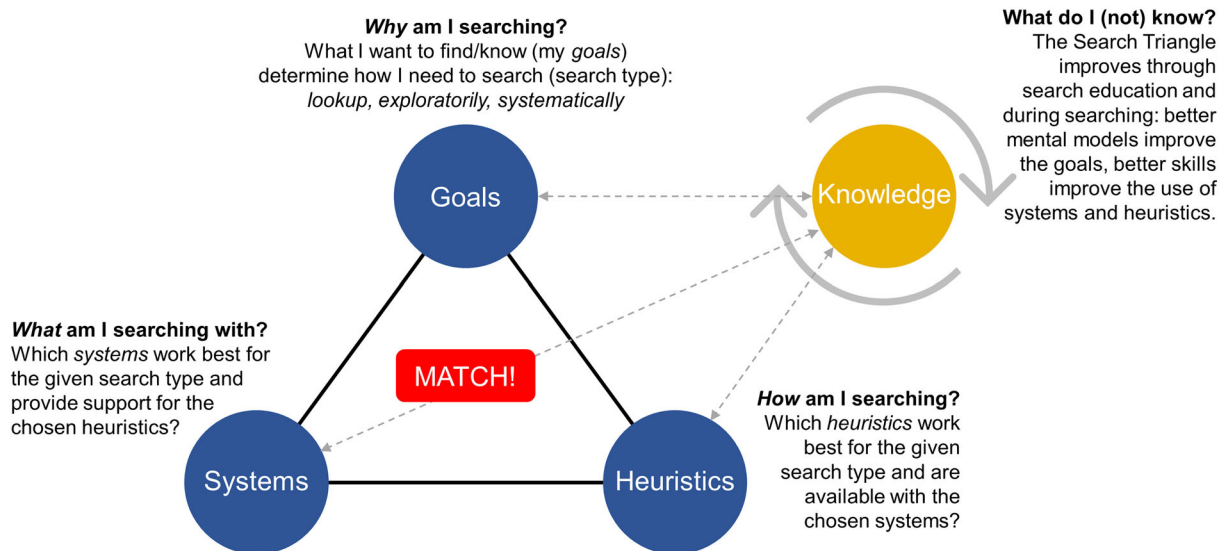 Why am I searching?
What I want to find/know (my goals)
determine how I need to search (search type):
lookup, exploratorily, systematically
What do I (not) know?
The Search Triangle
improves through
search education and
during searching: better
mental models improve
the goals, better skills
improve the use of
systems and heuristics.
Goals
Knowledge
What am I searching with?
Which systems work best for
the given search type and
provide support for the
chosen heuristics?
MATCH!
How am I searching?
Which heuristics work
best for the given
search type and are
available with the
chosen systems?
Systems
Heuristics